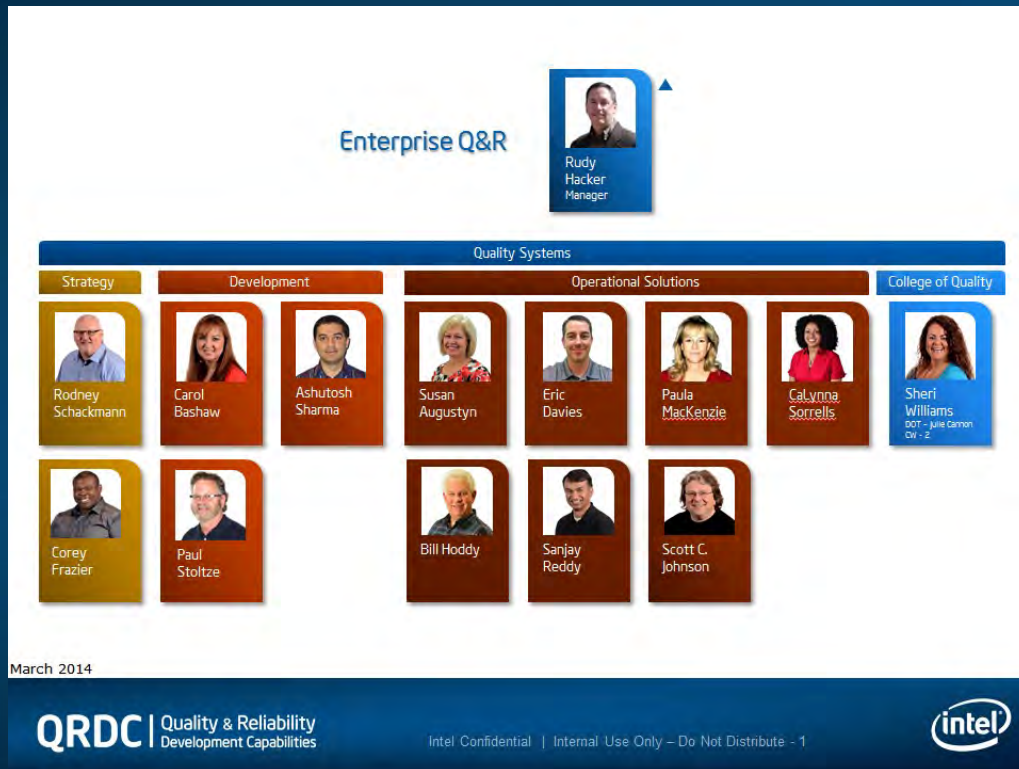 Enterprise Q&R
Rudy
Hacker
Manager
Quality Systems
Strategy
Development
Operational Solutions
College of Quality
Rodney
Schackmann
Carol
Bashaw
Ashutosh
Sharma
Susan
Augustyn
Eric
Davies
Paula
MacKenzie
CaLynna
Sorrells
Sheri
Williams
DOT – Julie Cannon
CW - 2
Corey
Frazier
Paul
Stoltze
Bill Hoddy
Sanjay
Reddy
Scott C.
Johnson
March 2014
QRDC | Quality & Reliability
Development Capabilities
Intel Confidential | Internal Use Only – Do Not Distribute - 1
intel